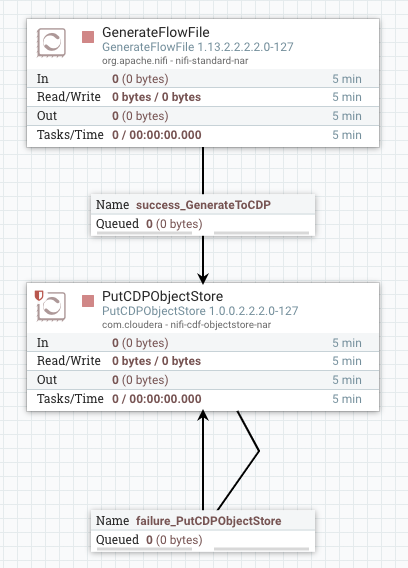 GenerateFlowFile
GenerateFlowFile 1.13.2.2.2.0-127
org.apache.nifi - nifi-standard-nar
In 0 (0 bytes) 5 min
Read/Write 0 bytes / 0 bytes 5 min
Out 0 (0 bytes) 5 min
Tasks/Time 0 / 00:00:00.000 5 min
Name success_GenerateToCDP
Queued 0 (0 bytes)
PutCDPObjectStore
PutCDPObjectStore 1.0.0.2.2.2.0-127
com.cloudera - nifi-cdf-objectstore-nar
In 0 (0 bytes) 5 min
Read/Write 0 bytes / 0 bytes 5 min
Out 0 (0 bytes) 5 min
Tasks/Time 0 / 00:00:00.000 5 min
Name failure_PutCDPObjectStore
Queued 0 (0 bytes)